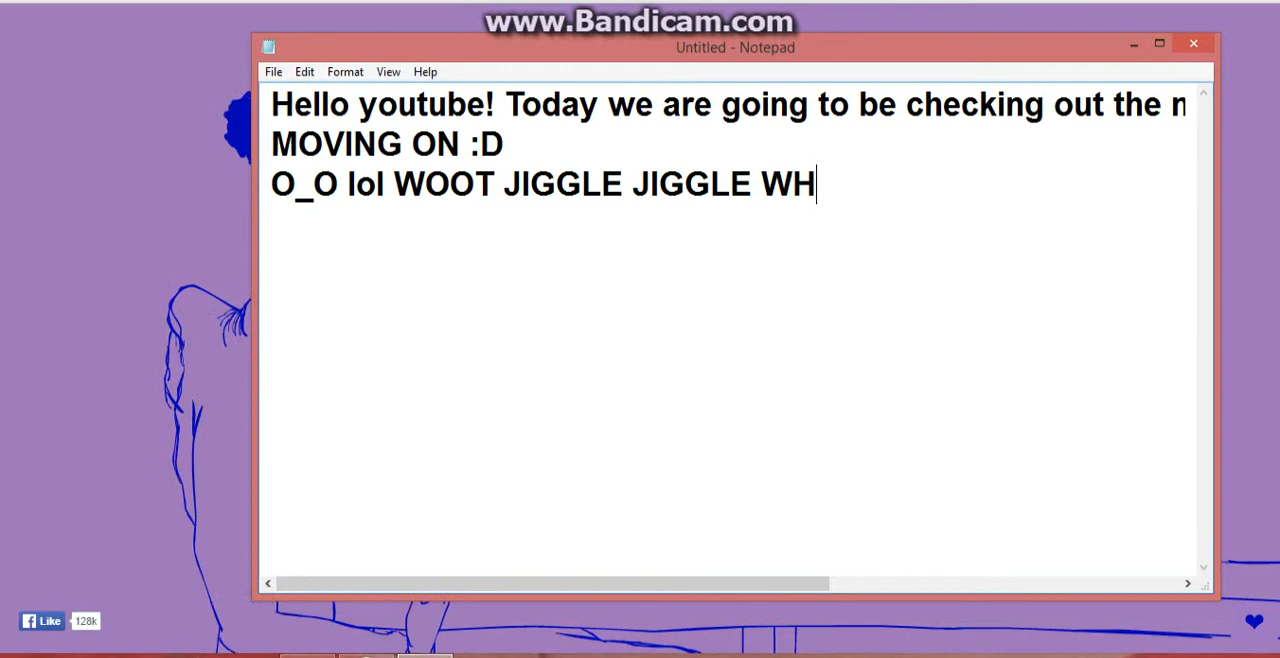 www.Bandicam.com
Untitled - Notepad
File Edit Format View Help
Hello youtube! Today we are going to be checking out the
MOVING ON :D
O_O lol WOOT JIGGLE JIGGLE WH
Like 128k